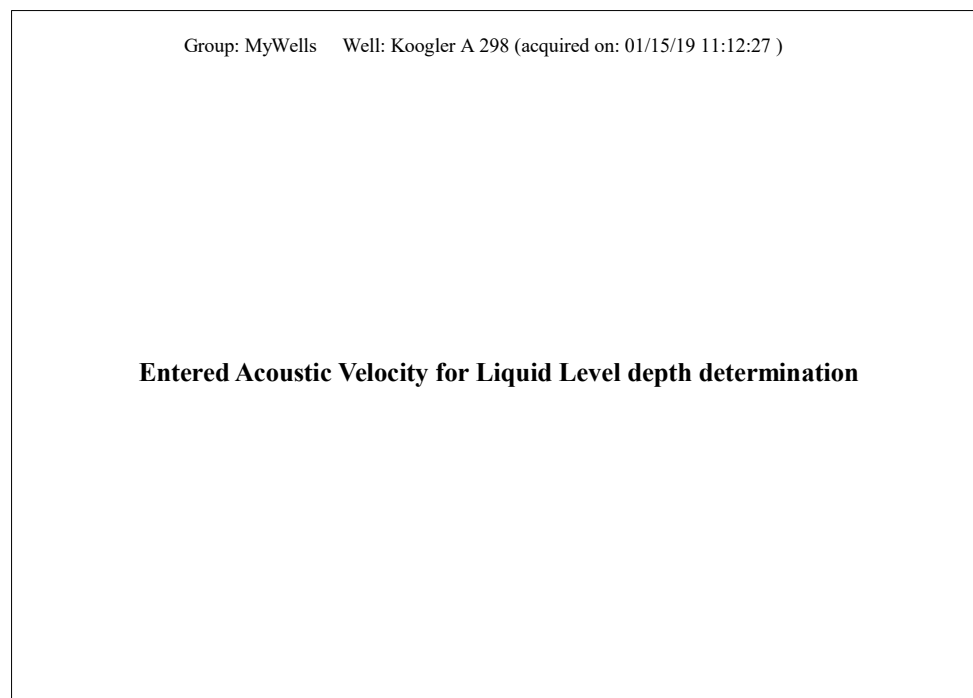 Group: MyWells Well: Koogler A 298 (acquired on: 01/15/19 11:12:27 )
Entered Acoustic Velocity for Liquid Level depth determination